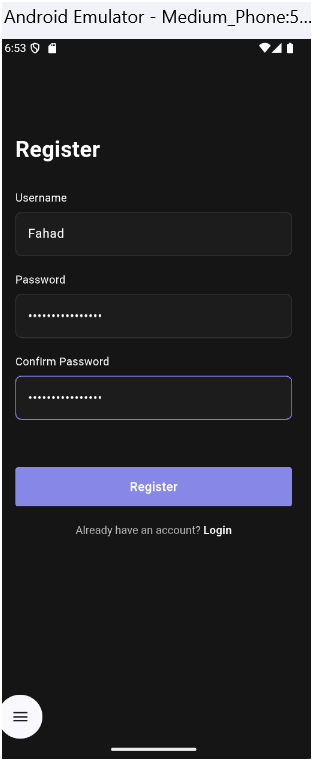 Android Emulator - Medium_Phone:5...
6:53
Register
Username
Fahad
Password
••••••••••••••••
Confirm Password
••••••••••••••••
Register
Already have an account? Login